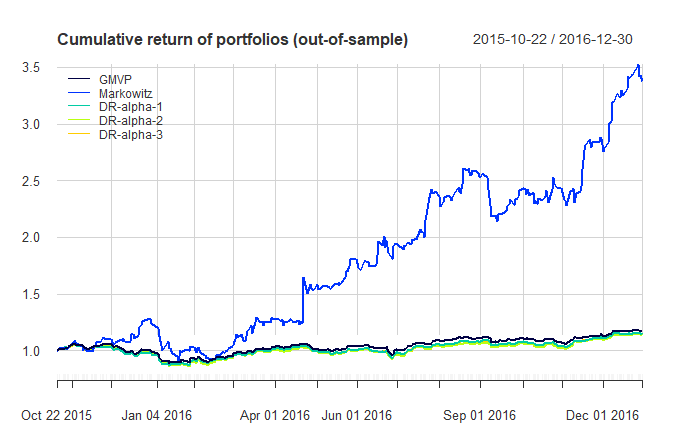 Cumulative return of portfolios (out-of-sample)
2015-10-22 / 2016-12-30
3.5
GMVP
Markowitz
DR-alpha-1
DR-alpha-2
DR-alpha-3
3.0
2.5
2.0
1.5
1.0
Oct 22 2015
Jan 04 2016
Apr 01 2016
Jun 01 2016
Sep 01 2016
Dec 01 2016